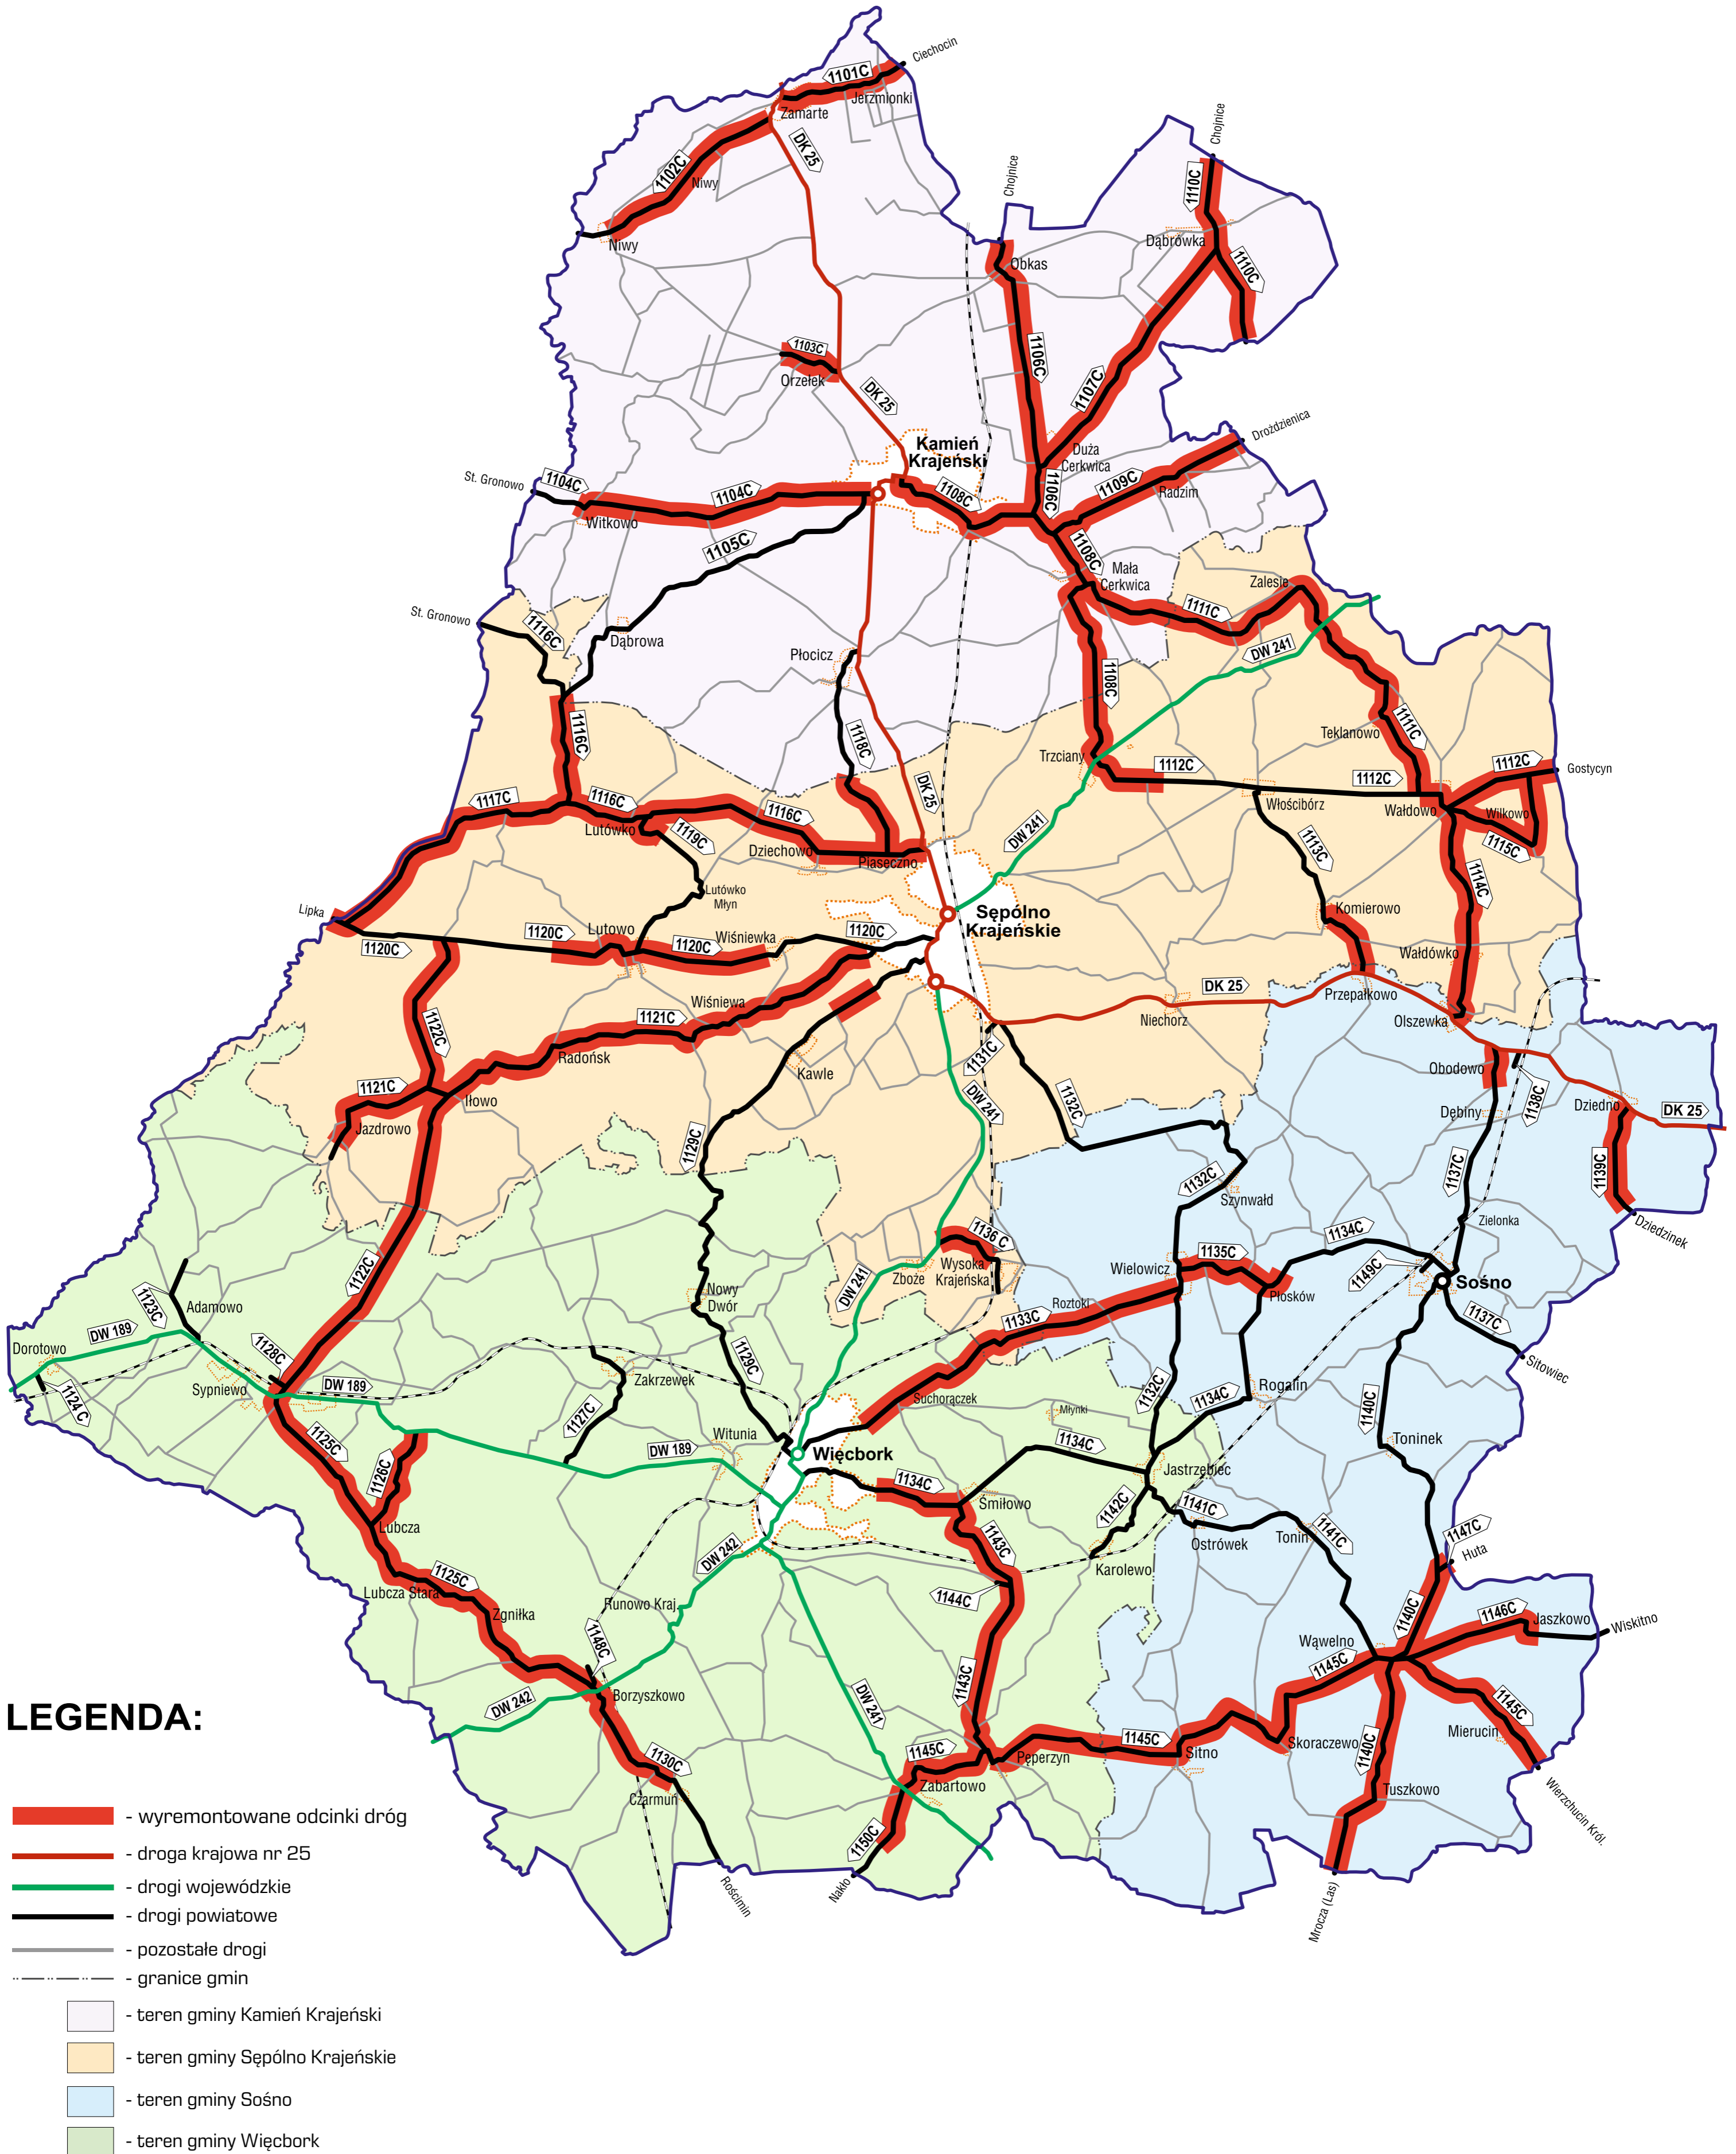 Ciechocin
1101C
Jerzmionki
Zamarte
DK 25
1102C
Niwy
Niwy
Chojnice
Chojnice
1110C
Dąbrówka
1110C
Obkas
1106C
1107C
1103C
Orzełek
DK 25
Kamień
Krajeński
Duża
Cerkwica
Drożdzienica
St. Gronowo
1104C
1104C
1108C
1106C
1109C
Radzim
Witkowo
1105C
1108C
Mała
Cerkwica
Zalesie
St. Gronowo
1116C
1111C
Dąbrowa
DW 241
Płocicz
1108C
1116C
1118C
Teklanowo
1111C
Trzciany
1112C
1112C
1112C
Gostycyn
DK 25
1117C
1116C
1116C
Włościbórz
Wałdowo
Wilkowo
Lutówko
1119C
DW 241
Dziechowo
Piaseczno
1113C
1115C
1114C
Lutówko
Młyn
Lipka
Sępólno
Krajeńskie
Komierowo
1120C
1120C
Lutowo
1120C
Wiśniewka
1120C
Wałdówko
DK 25
Przepałkowo
Wiśniewa
1122C
1121C
Niechorz
Olszewka
Radońsk
1131C
Kawle
Obodowo
1121C
Iłowo
1132C
DW 241
1138C
Dziedno
DK 25
Dębiny
Jazdrowo
1129C
1137C
1139C
1132C
Szynwałd
Zielonka
Dziedzinek
1136 C
1134C
Wysoka
Krajeńska
Zboże
1135C
Wielowicz
1149C
1122C
DW 241
Płosków
Sośno
1123C
Adamowo
Nowy
Dwór
Roztoki
1133C
1137C
DW 189
Dorotowo
1128C
1129C
Sitowiec
Sypniewo
1124 C
DW 189
Zakrzewek
1132C
1134C
Rogalin
Suchorączek
1127C
Młynki
1140C
1125C
Witunia
DW 189
1134C
Toninek
Więcbork
1126C
Jastrzębiec
1134C
Śmiłowo
1142C
1141C
Lubcza
1143C
Ostrówek
Tonin
1141C
1147C
Huta
DW 242
Karolewo
1125C
Lubcza Stara
1144C
Zgniłka
Runowo Kraj.
1140C
1146C
Jaszkowo
Wiskitno
1148C
Wąwelno
1145C
1143C
DW 242
Borzyszkowo
DW 241
1145C
Mierucin
LEGENDA:
1145C
1145C
Sitno
Skoraczewo
1140C
1130C
Pęperzyn
Zabartowo
Tuszkowo
Czarmuń
Wierzchucin Król.
1150C
Nakło
Rościmin
Mrocza (Las)
- wyremontowane odcinki dróg
- droga krajowa nr 25
- drogi wojewódzkie
- drogi powiatowe
- pozostałe drogi
- granice gmin
- teren gminy Kamień Krajeński
- teren gminy Sępólno Krajeńskie
- teren gminy Sośno
- teren gminy Więcbork